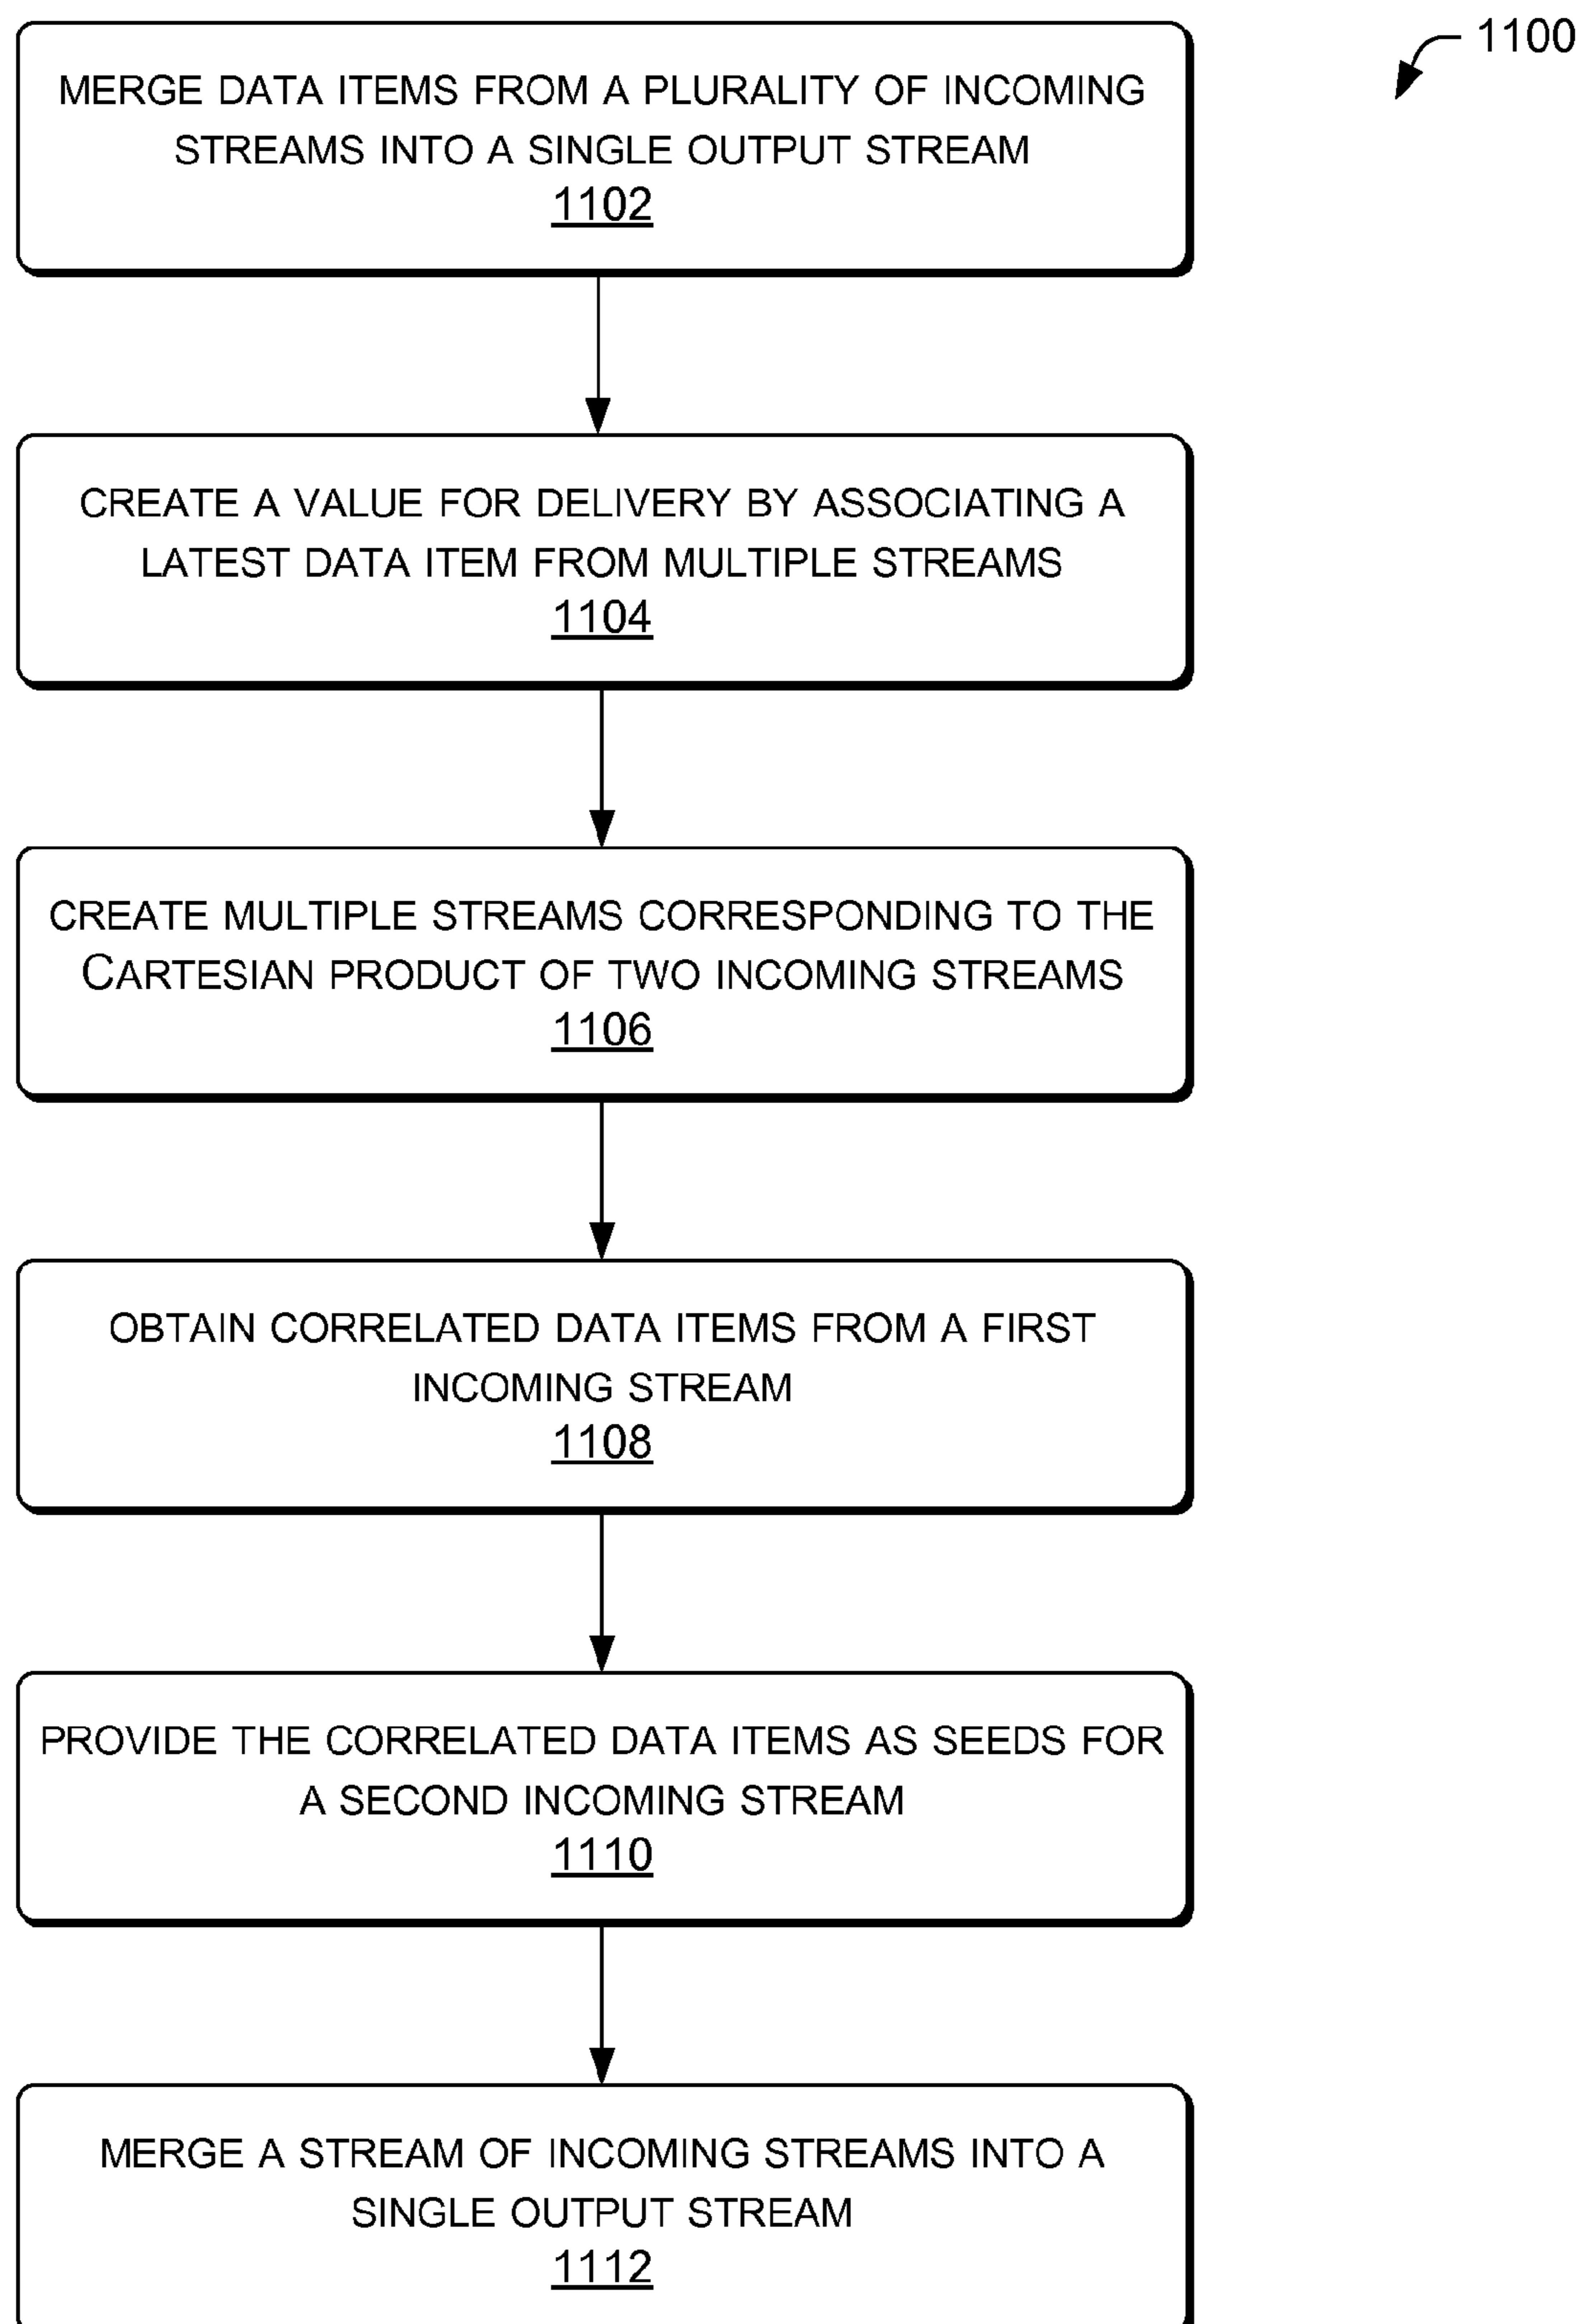 1100
MERGE DATA ITEMS FROM A PLURALITY OF INCOMING
STREAMS INTO A SINGLE OUTPUT STREAM
1102
CREATE A VALUE FOR DELIVERY BY ASSOCIATING A
LATEST DATA ITEM FROM MULTIPLE STREAMS
1104
CREATE MULTIPLE STREAMS CORRESPONDING TO THE
CARTESIAN PRODUCT OF TWO INCOMING STREAMS
1106
OBTAIN CORRELATED DATA ITEMS FROM A FIRST
INCOMING STREAM
1108
PROVIDE THE CORRELATED DATA ITEMS AS SEEDS FOR
A SECOND INCOMING STREAM
1110
MERGE A STREAM OF INCOMING STREAMS INTO A
SINGLE OUTPUT STREAM
1112